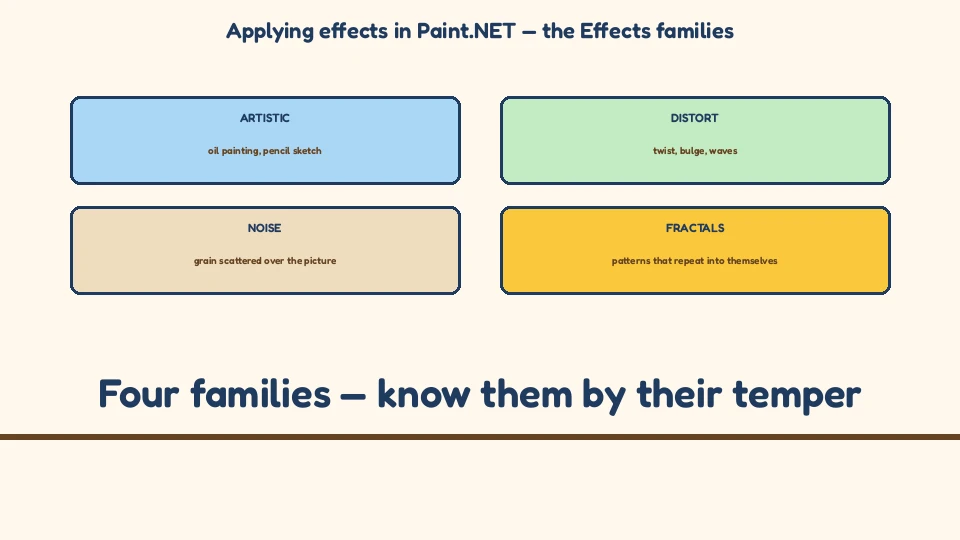 Applying effects in Paint.NET — the Effects families
ARTISTIC
oil painting, pencil sketch
DISTORT
twist, bulge, waves
NOISE
grain scattered over the picture
FRACTALS
patterns that repeat into themselves
Four families — know them by their temper